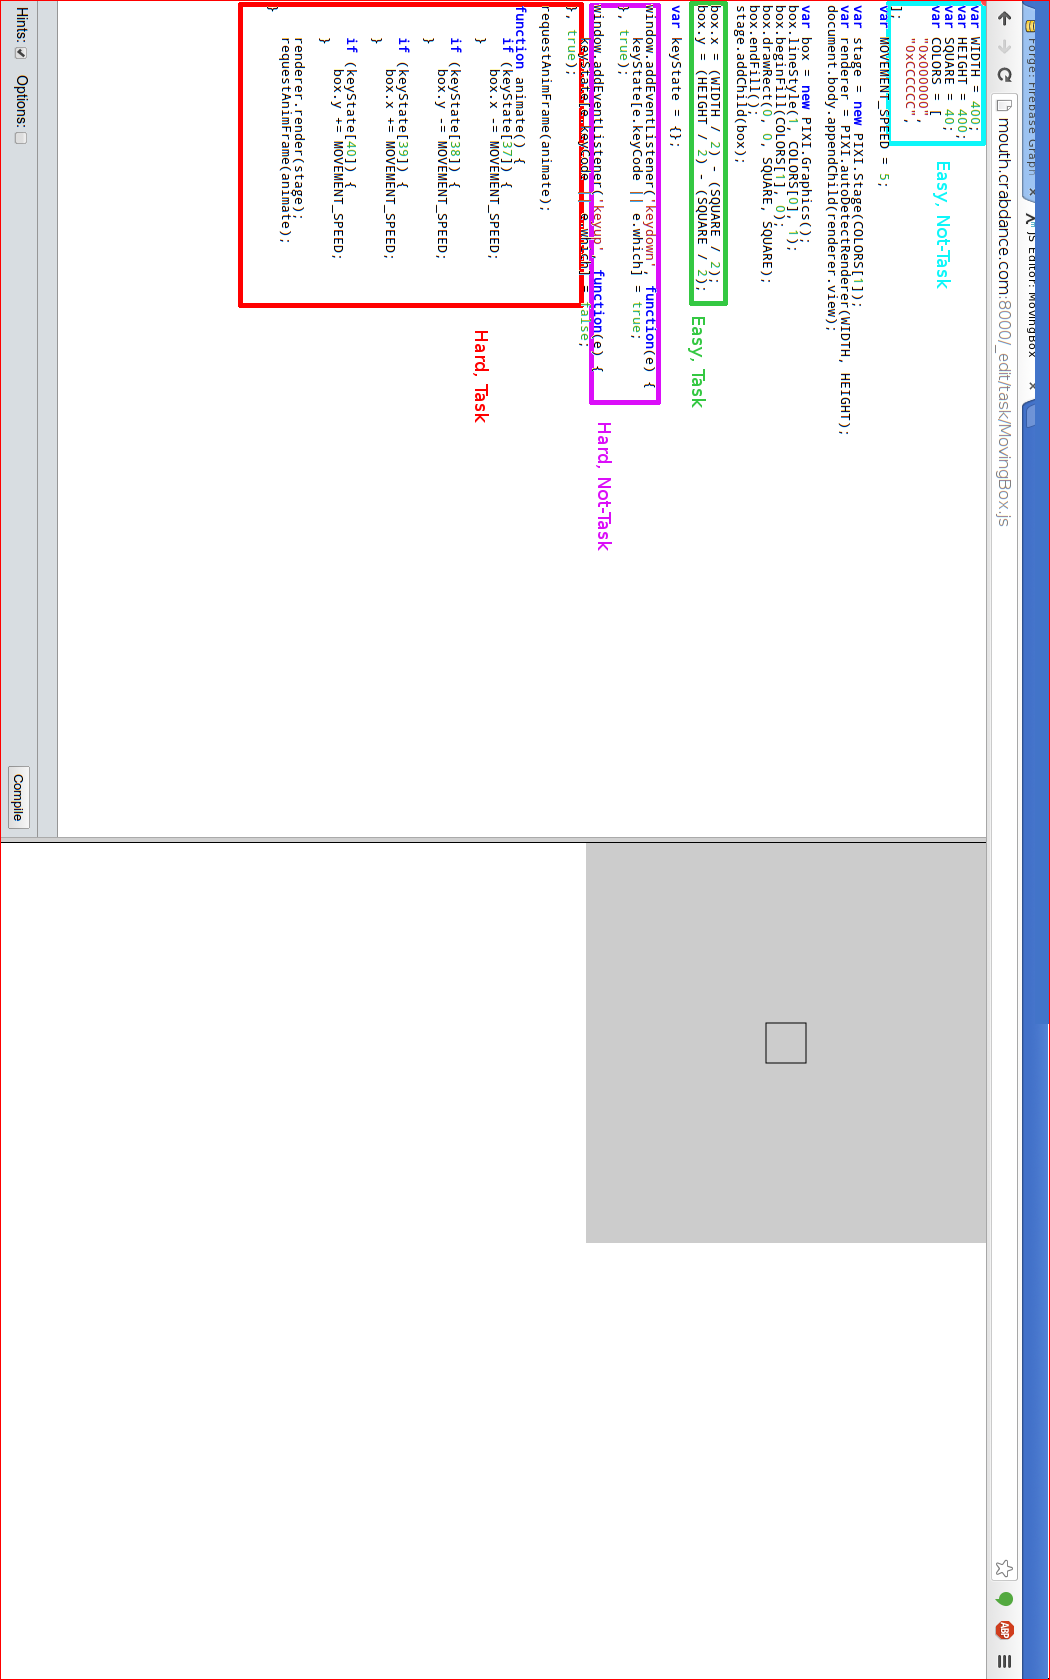 Forge: Firebase Graph
JS Editor: MovingBox
mouth.crabdance.com:8000/_edit/task/MovingBox.js
ABP
var WIDTH = 400;
var HEIGHT = 400;
var SQUARE = 40;
var COLORS = [
"0x000000",
"0xCCCCCC",
];
Easy, Not-Task
var MOVEMENT_SPEED = 5;
var stage = new PIXI.Stage(COLORS[1]);
var renderer = PIXI.autoDetectRenderer(WIDTH, HEIGHT);
document.body.appendChild(renderer.view);
var box = new PIXI.Graphics();
box.lineStyle(1, COLORS[0], 1);
box.beginFill(COLORS[1], 0);
box.drawRect(0, 0, SQUARE, SQUARE);
box.endFill();
stage.addChild(box);
box.x = (WIDTH / 2) - (SQUARE / 2);
box.y = (HEIGHT / 2) - (SQUARE / 2);
Easy, Task
var keyState = {};
window.addEventListener('keydown', function(e) {
keyState[e.keyCode || e.which] = true;
}, true);
window.addEventListener('keyup', function(e) {
keyState[e.keyCode || e.which] = false;
}, true);
Hard, Not-Task
requestAnimFrame(animate);
function animate() {
if (keyState[37]) {
box.x -= MOVEMENT_SPEED;
}
Hard, Task
if (keyState[38]) {
box.y -= MOVEMENT_SPEED;
}
if (keyState[39]) {
box.x += MOVEMENT_SPEED;
}
if (keyState[40]) {
box.y += MOVEMENT_SPEED;
}
renderer.render(stage);
requestAnimFrame(animate);
}
Hints: Options: Compile